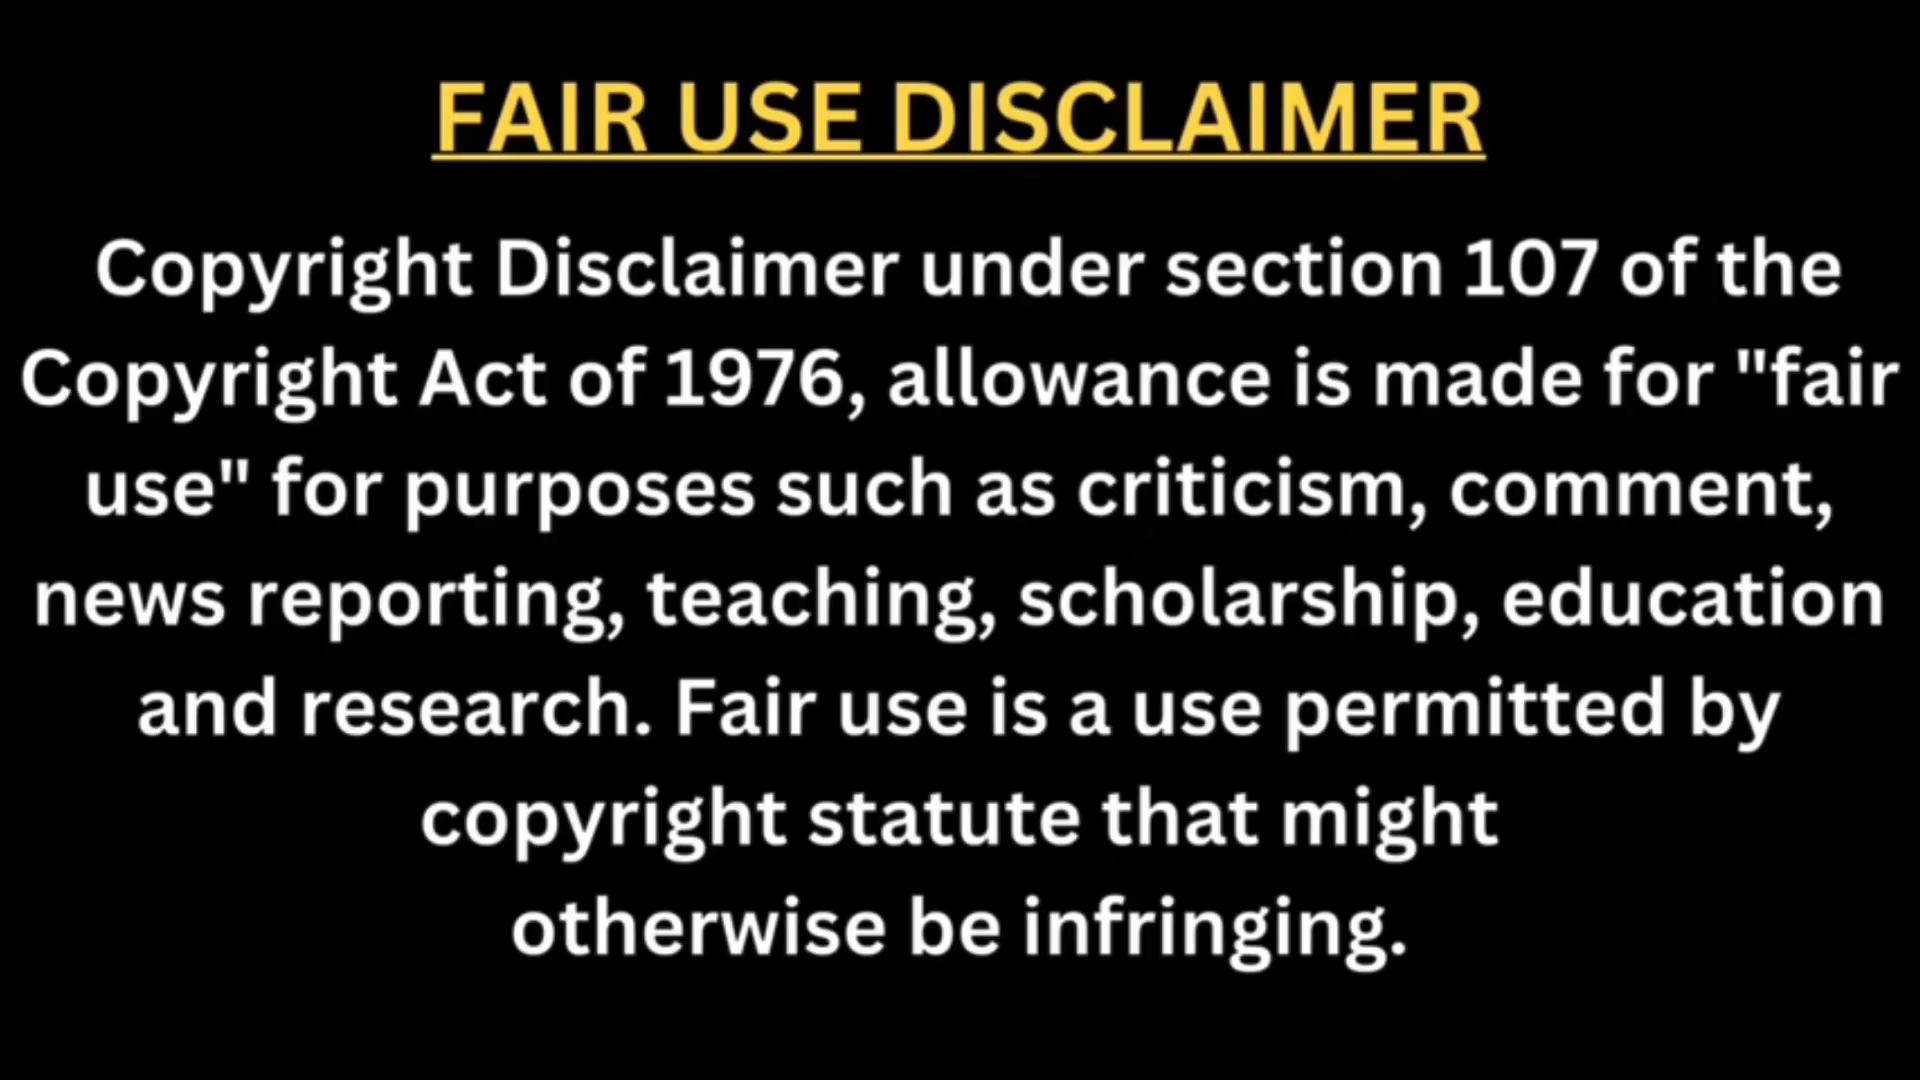 FAIR USE DISCLAIMER
Copyright Disclaimer under section 107 of the
Copyright Act of 1976, allowance is made for "fair
use" for purposes such as criticism, comment,
news reporting, teaching, scholarship, education
and research. Fair use is a use permitted by
copyright statute that might
otherwise be infringing.